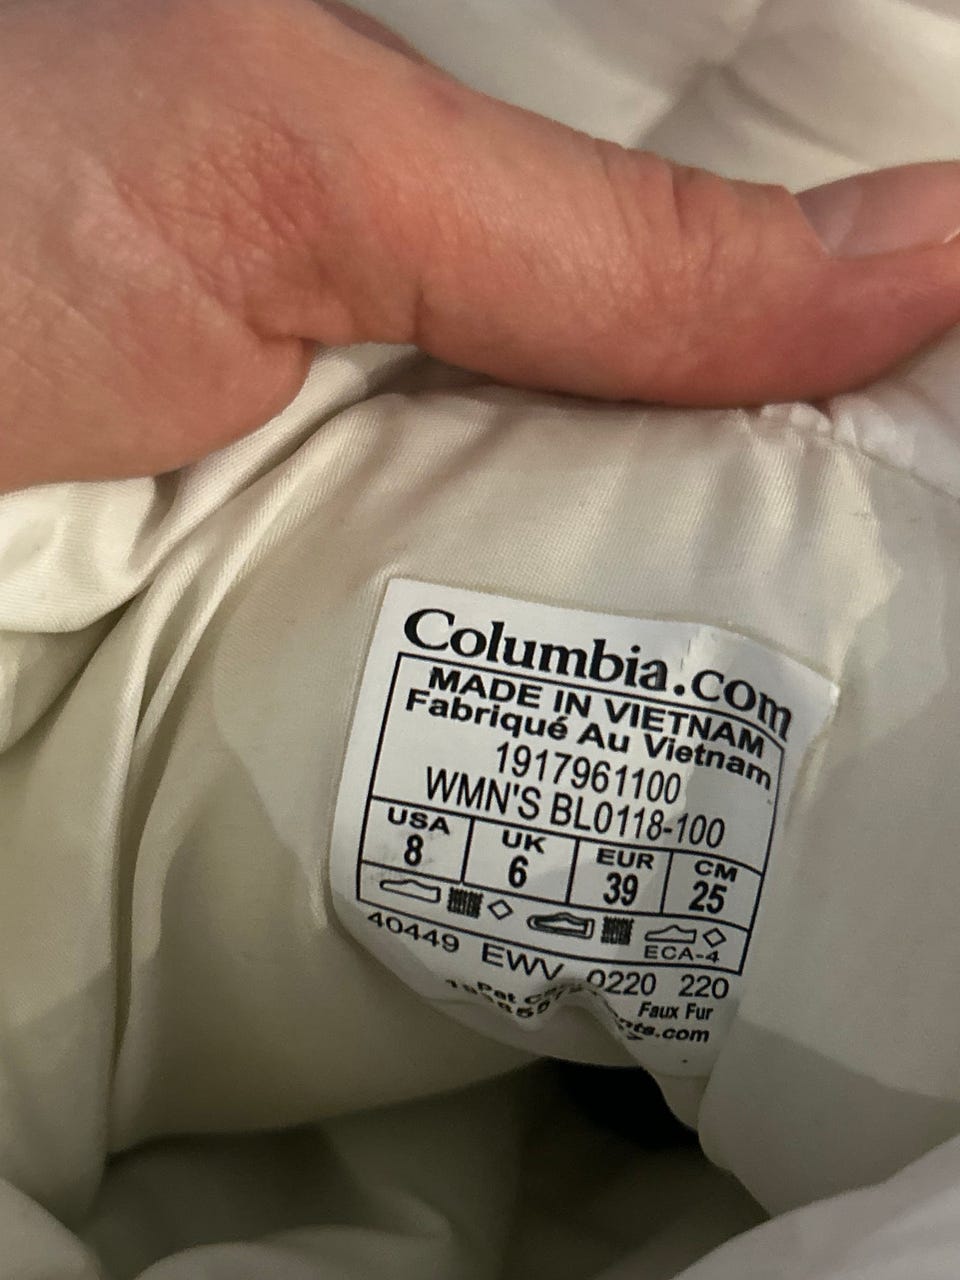 Columbia.com
MADE IN VIETNAM
Fabriqué Au Vietnam
1917961100
WMN'S BL0118-100
USA UK EUR CM
8 6 39 25
ECA-4
40449 EWV 0220 220
Pat
Faux Fur